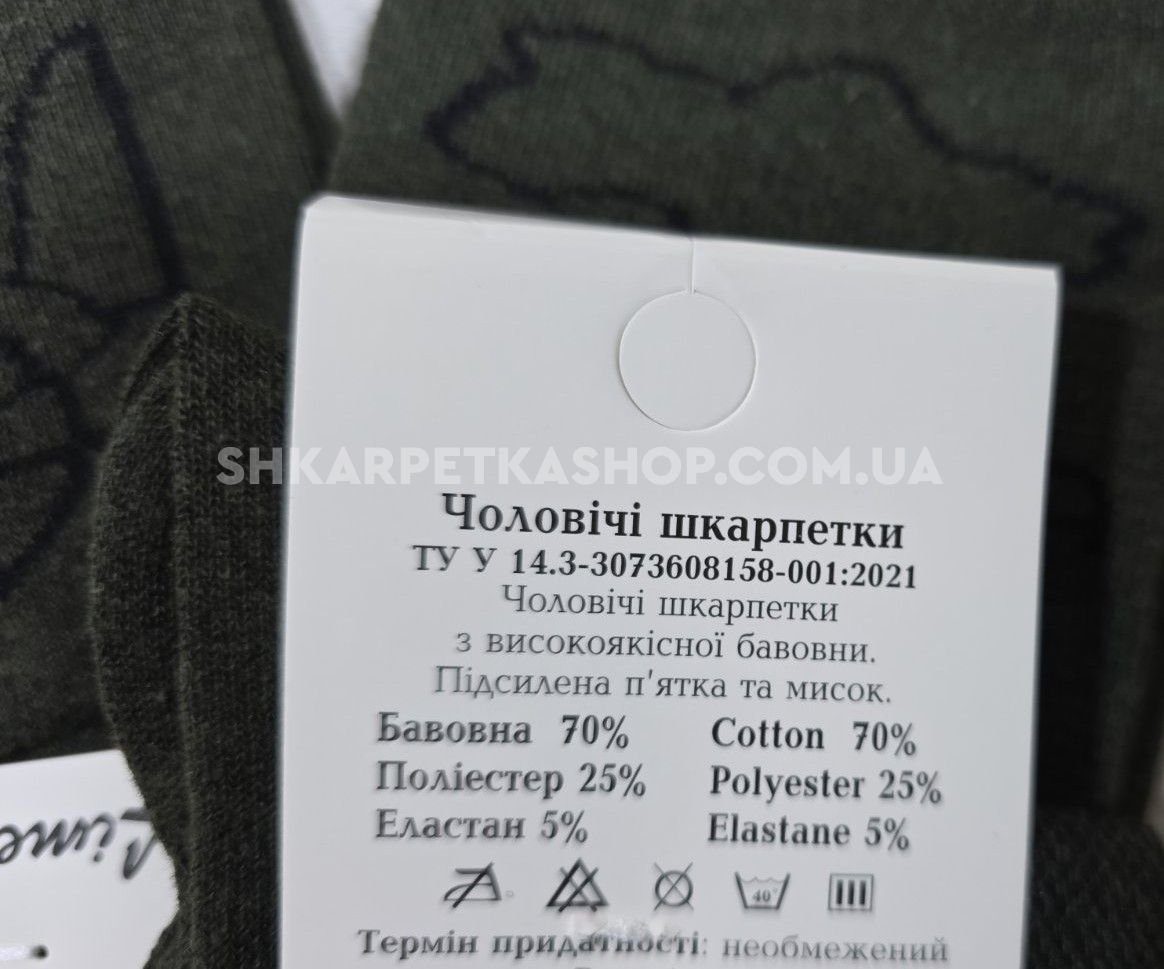 SHKARPETKASHOP.COM.UA
Чоловічі шкарпетки
ТУ У 14.3-3073608158-001:2021
Чоловічі шкарпетки
з високоякісної бавовни.
Підсилена п'ятка та мисок.
Бавовна 70% Cotton 70%
Поліестер 25% Polyester 25%
Еластан 5% Elastane 5%
40°
Термін придатності: необмежений